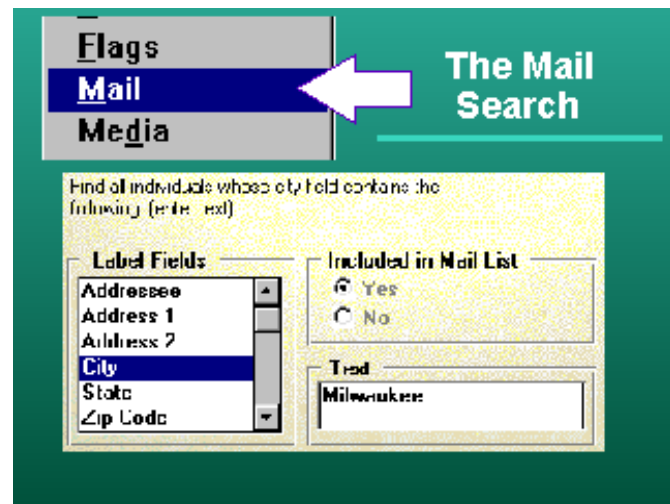 Flags
Mail
Media
The Mail
Search
Find all individuals whose city field contains the
following (enter text)
Label Fields
Addressee
Address 1
Address 2
City
State
Zip Code
Included in Mail List
Yes
No
Text
Milwaukee